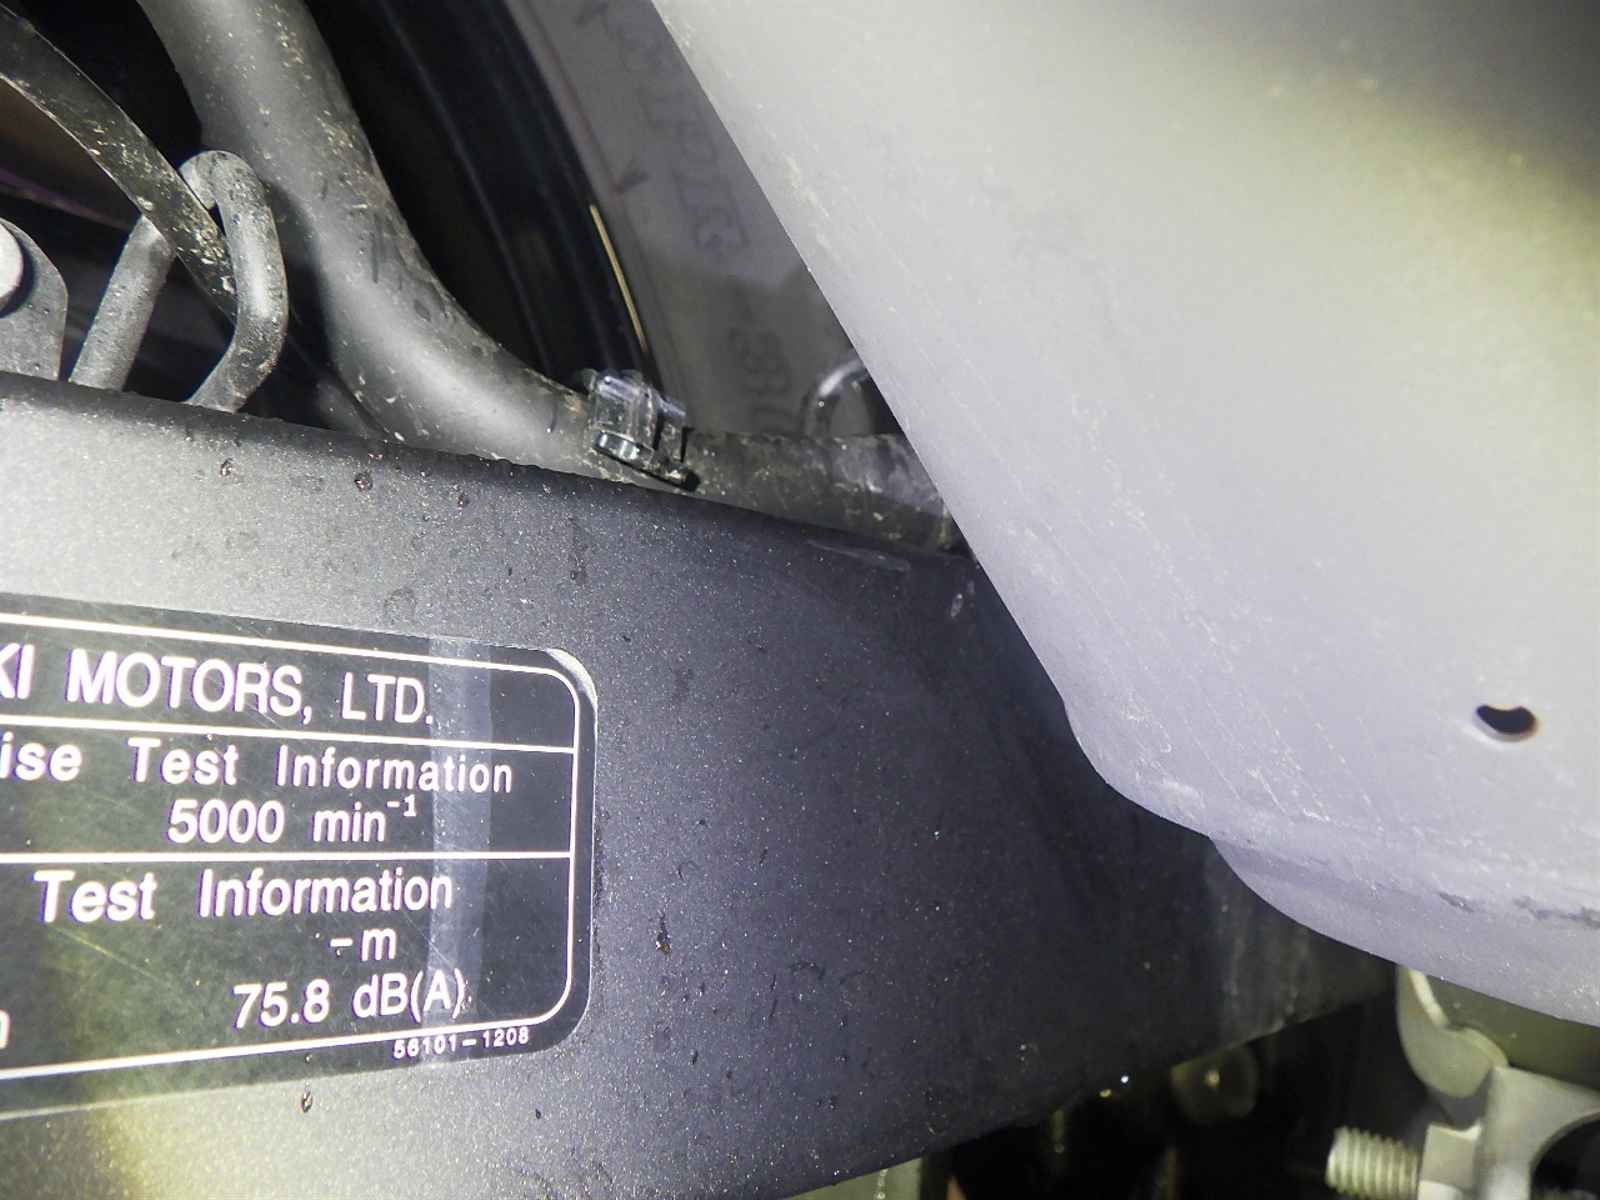 KI MOTORS, LTD.
ise Test Information
5000 min⁻¹
Test Information
-m
75.8 dB(A)
56101-1208